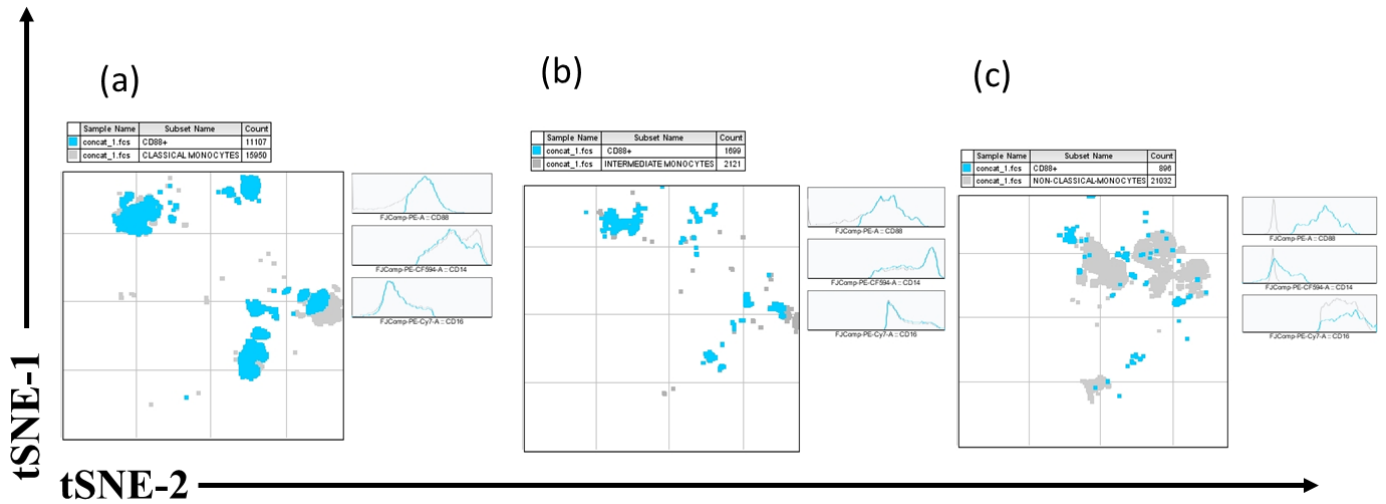 (a)
Sample Name Subset Name Count
concat_1.fcs CD88+ 11107
concat_1.fcs CLASSICAL MONOCYTES 15950
FJComp-PE-A :: CD88
FJComp-PE-CF594-A :: CD14
FJComp-PE-Cy7-A :: CD16
(b)
Sample Name Subset Name Count
concat_1.fcs CD88+ 1699
concat_1.fcs INTERMEDIATE MONOCYTES 2121
FJComp-PE-A :: CD88
FJComp-PE-CF594-A :: CD14
FJComp-PE-Cy7-A :: CD16
(c)
Sample Name Subset Name Count
concat_1.fcs CD88+ 896
concat_1.fcs NON-CLASSICAL-MONOCYTES 21032
FJComp-PE-A :: CD88
FJComp-PE-CF594-A :: CD14
FJComp-PE-Cy7-A :: CD16
tSNE-1
tSNE-2